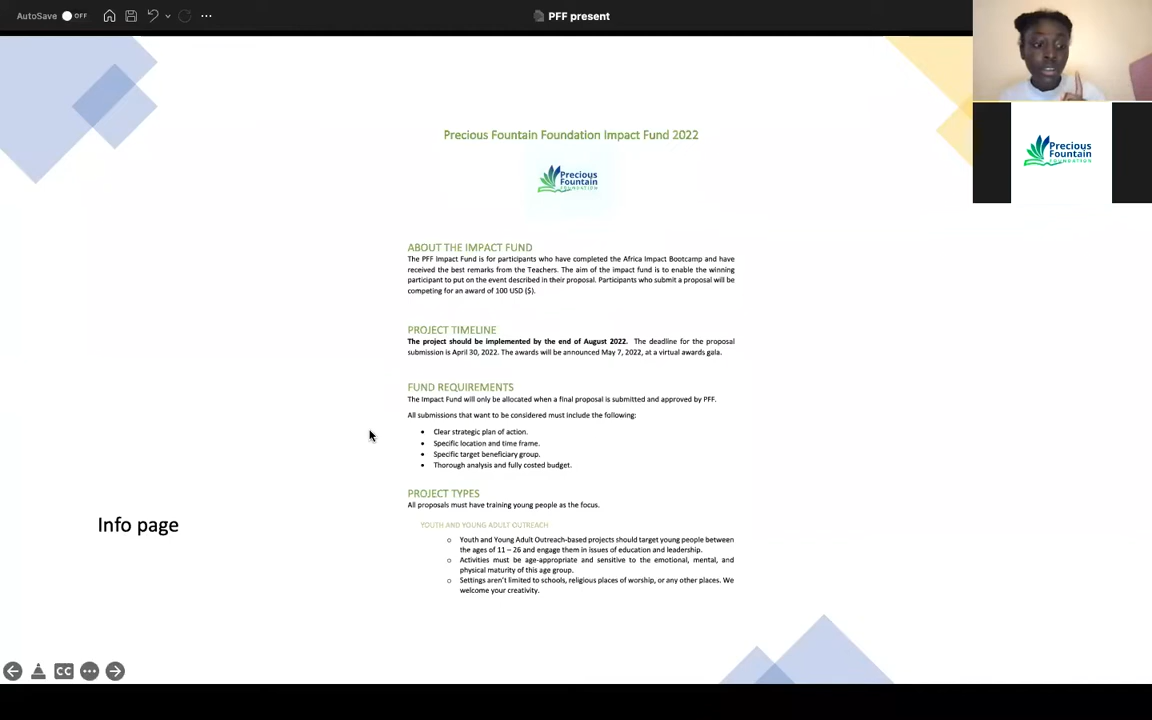 AutoSave OFF
PFF present
Precious Fountain Foundation Impact Fund 2022
Precious
Fountain
FOUNDATION
Precious
Fountain
FOUNDATION
ABOUT THE IMPACT FUND
The PFF Impact Fund is for participants who have completed the Africa Impact Bootcamp and have
received the best remarks from the Teachers. The aim of the impact fund is to enable the winning
participant to put on the event described in their proposal. Participants who submit a proposal will be
competing for an award of 100 USD ($).
PROJECT TIMELINE
The project should be implemented by the end of August 2022. The deadline for the proposal
submission is April 30, 2022. The awards will be announced May 7, 2022, at a virtual awards gala.
FUND REQUIREMENTS
The Impact Fund will only be allocated when a final proposal is submitted and approved by PFF.
All submissions that want to be considered must include the following:
• Clear strategic plan of action.
• Specific location and time frame.
• Specific target beneficiary group.
• Thorough analysis and fully costed budget.
PROJECT TYPES
All proposals must have training young people as the focus.
Info page
YOUTH AND YOUNG ADULT OUTREACH
o Youth and Young Adult Outreach-based projects should target young people between
the ages of 11 – 26 and engage them in issues of education and leadership.
o Activities must be age-appropriate and sensitive to the emotional, mental, and
physical maturity of this age group.
o Settings aren't limited to schools, religious places of worship, or any other places. We
welcome your creativity.
CC